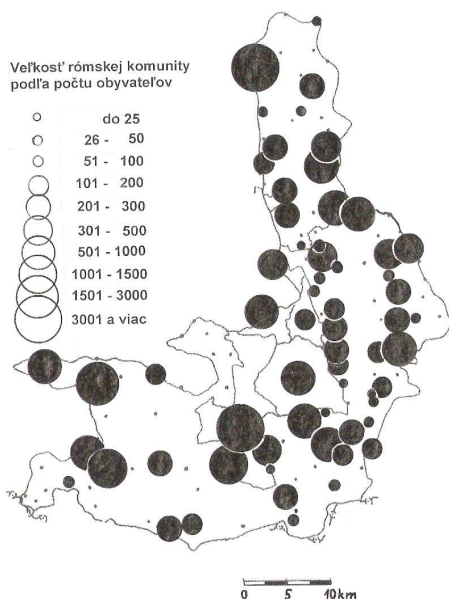 Veľkosť rómskej komunity
podľa počtu obyvateľov
do 25
26 - 50
51 - 100
101 - 200
201 - 300
301 - 500
501 - 1000
1001 - 1500
1501 - 3000
3001 a viac
0 5 10km